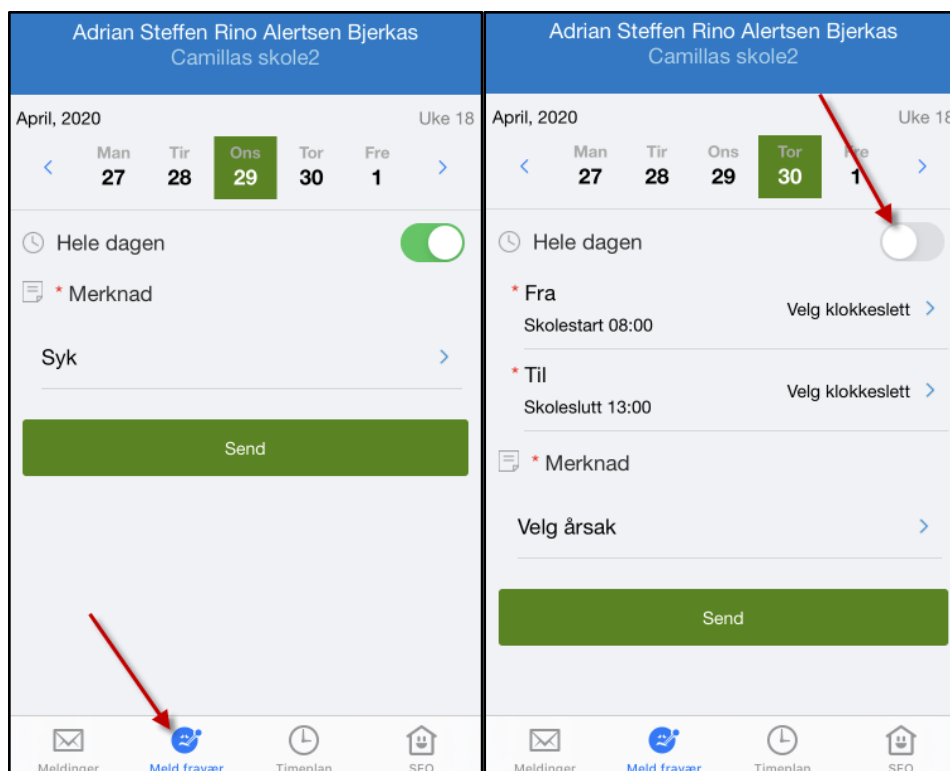 Adrian Steffen Rino Alertsen Bjerkas
Camillas skole2
April, 2020 Uke 18
Man Tir Ons Tor Fre
27 28 29 30 1
Hele dagen
* Merknad
Syk
Send
Meldinger Meld fravær Timeplan SFO
Adrian Steffen Rino Alertsen Bjerkas
Camillas skole2
April, 2020 Uke 18
Man Tir Ons Tor Fre
27 28 29 30 1
Hele dagen
* Fra
Velg klokkeslett
Skolestart 08:00
* Til
Velg klokkeslett
Skoleslutt 13:00
* Merknad
Velg årsak
Send
Meldinger Meld fravær Timeplan SFO